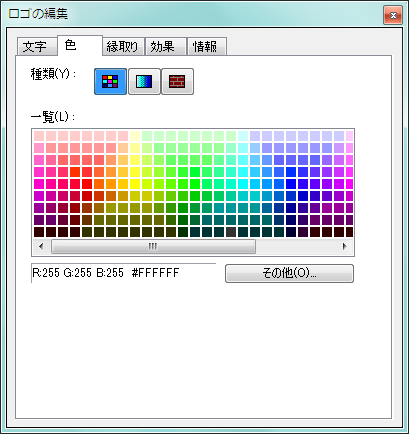 ロゴの編集
文字 色 縁取り 効果 情報
種類(Y)：
一覧(L)：
R:255 G:255 B:255 #FFFFFF
その他(O)...